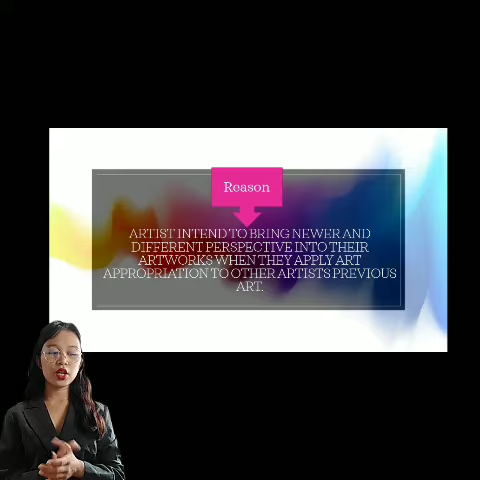 Reason
ARTIST INTEND TO BRING NEWER AND
DIFFERENT PERSPECTIVE INTO THEIR
ARTWORKS WHEN THEY APPLY ART
APPROPRIATION TO OTHER ARTISTS PREVIOUS
ART.